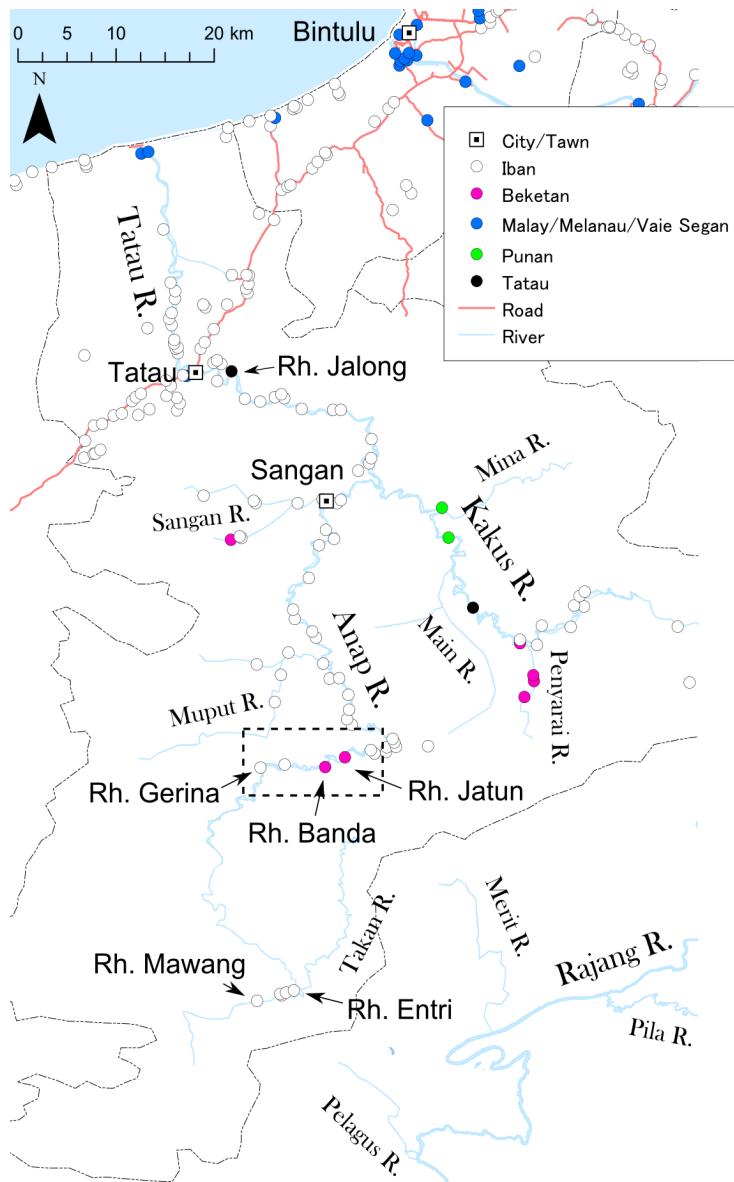 Bintulu
0 5 10 20 km
N
City/Tawn
Iban
Beketan
Malay/Melanau/Vaie Segan
Punan
Tatau
Road
River
Tatau R.
Tatau
Rh. Jalong
Sangan
Mina R.
Sangan R.
Kakus R.
Main R.
Anap R.
Penyarai R.
Muput R.
Rh. Gerina
Rh. Jatun
Rh. Banda
Takan R.
Merit R.
Rh. Mawang
Rajang R.
Rh. Entri
Pila R.
Pelagus R.